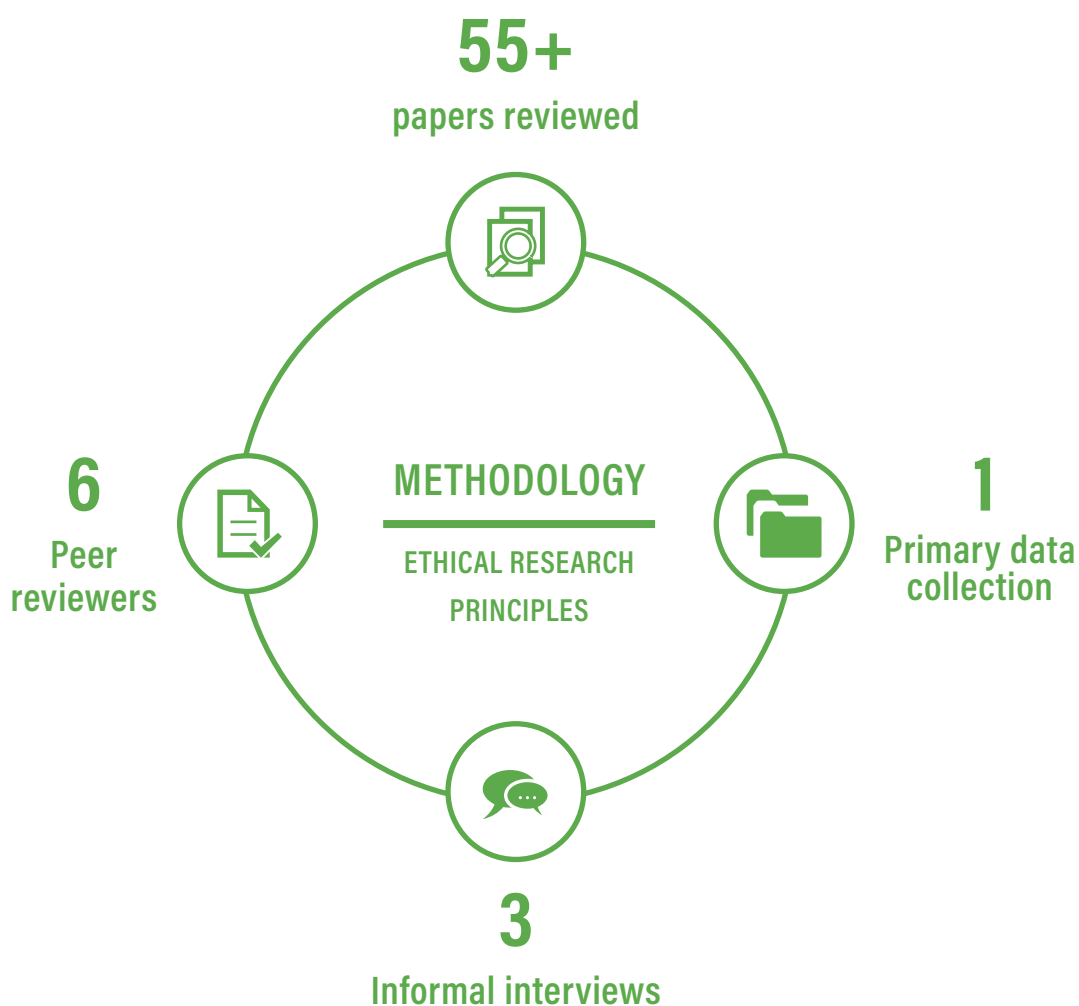 55+
papers reviewed
6
Peer
reviewers
METHODOLOGY
ETHICAL RESEARCH
PRINCIPLES
1
Primary data
collection
3
Informal interviews